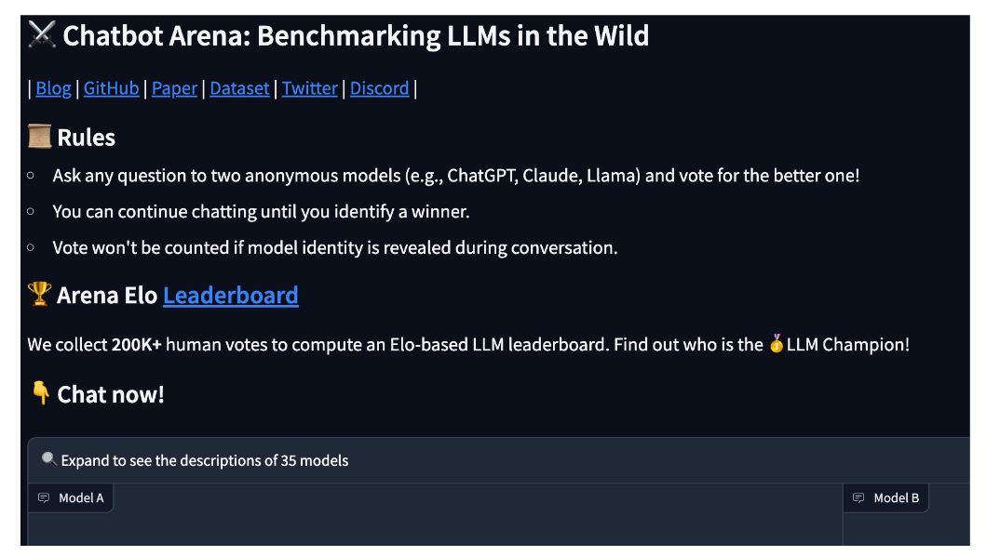 ⚔️ Chatbot Arena: Benchmarking LLMs in the Wild
| Blog | GitHub | Paper | Dataset | Twitter | Discord |
📜 Rules
Ask any question to two anonymous models (e.g., ChatGPT, Claude, Llama) and vote for the better one!
You can continue chatting until you identify a winner.
Vote won't be counted if model identity is revealed during conversation.
🏆 Arena Elo Leaderboard
We collect 200K+ human votes to compute an Elo-based LLM leaderboard. Find out who is the 🥇LLM Champion!
👇 Chat now!
🔍 Expand to see the descriptions of 35 models
Model A
Model B